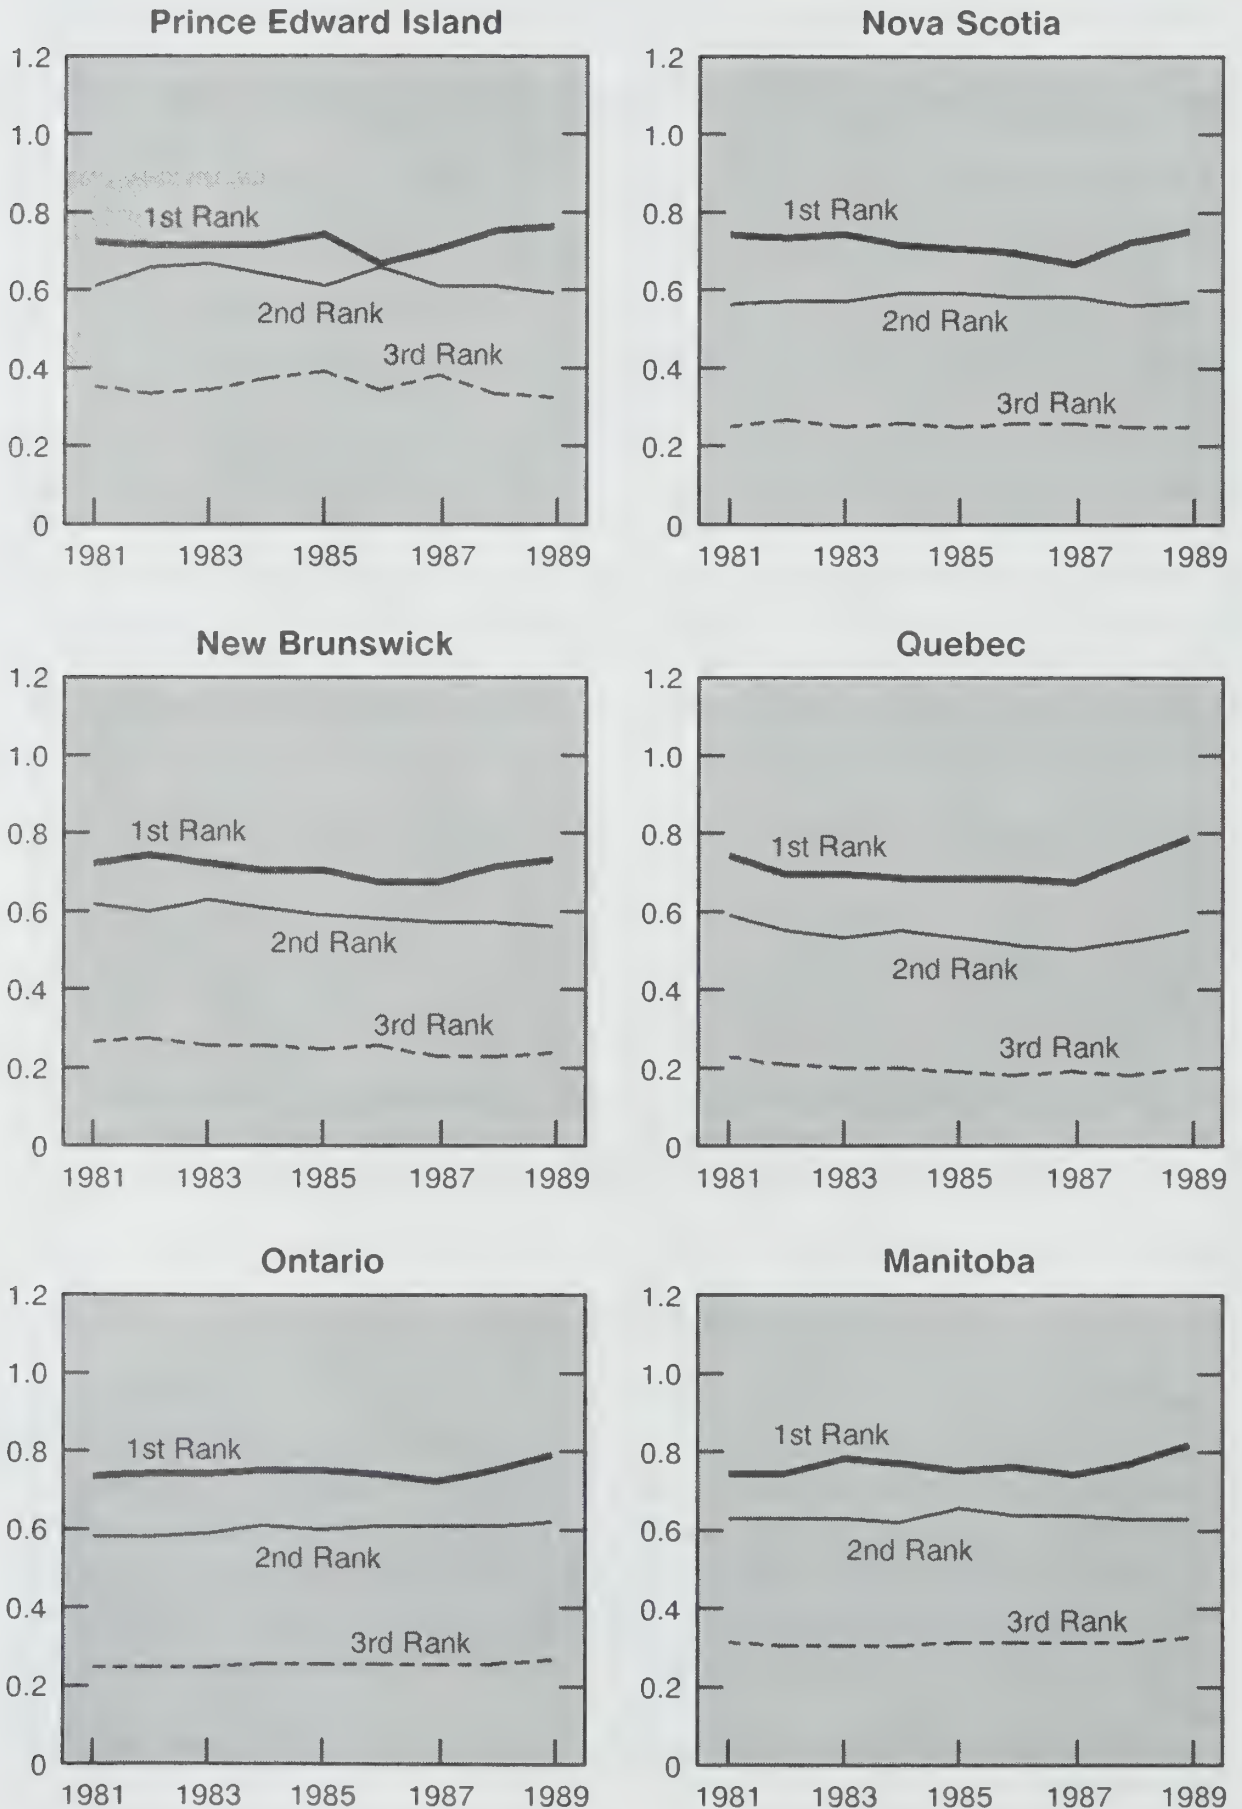 Prince Edward Island
1.2
1.0
0.8
0.6
0.4
0.2
0
1st Rank
2nd Rank
3rd Rank
1981 1983 1985 1987 1989
Nova Scotia
1.2
1.0
0.8
0.6
0.4
0.2
0
1st Rank
2nd Rank
3rd Rank
1981 1983 1985 1987 1989
New Brunswick
1.2
1.0
0.8
0.6
0.4
0.2
0
1st Rank
2nd Rank
3rd Rank
1981 1983 1985 1987 1989
Quebec
1.2
1.0
0.8
0.6
0.4
0.2
0
1st Rank
2nd Rank
3rd Rank
1981 1983 1985 1987 1989
Ontario
1.2
1.0
0.8
0.6
0.4
0.2
0
1st Rank
2nd Rank
3rd Rank
1981 1983 1985 1987 1989
Manitoba
1.2
1.0
0.8
0.6
0.4
0.2
0
1st Rank
2nd Rank
3rd Rank
1981 1983 1985 1987 1989